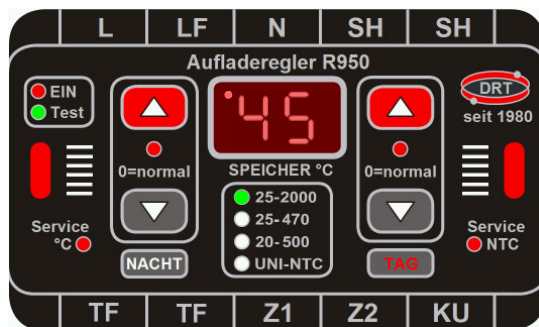 L LF N SH SH
Aufladeregler R950
EIN
Test
45
DRT
seit 1980
0=normal
SPEICHER °C
0=normal
25-2000
25-470
20-500
UNI-NTC
Service
°C
NACHT
TAG
Service
NTC
TF TF Z1 Z2 KU